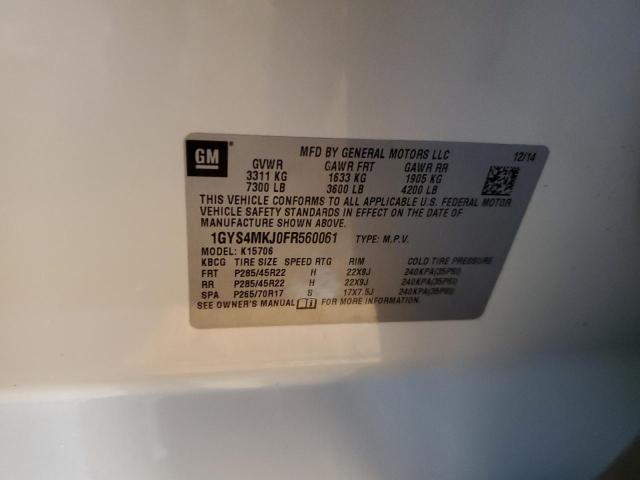 GM
MFD BY GENERAL MOTORS LLC 12/14
GVWR GAWR FRT GAWR RR
3311 KG 1633 KG 1905 KG
7300 LB 3600 LB 4200 LB
THIS VEHICLE CONFORMS TO ALL APPLICABLE U.S. FEDERAL MOTOR
VEHICLE SAFETY STANDARDS IN EFFECT ON THE DATE OF
MANUFACTURE SHOWN ABOVE.
1GYS4MKJ0FR560061 TYPE: M.P.V.
MODEL: K15706
KBCG TIRE SIZE SPEED RTG RIM COLD TIRE PRESSURE
FRT P285/45R22 H 22X9J 240KPA(35PSI)
RR P285/45R22 H 22X9J 240KPA(35PSI)
SPA P265/70R17 S 17X7.5J 240KPA(35PSI)
SEE OWNER'S MANUAL FOR MORE INFORMATION.